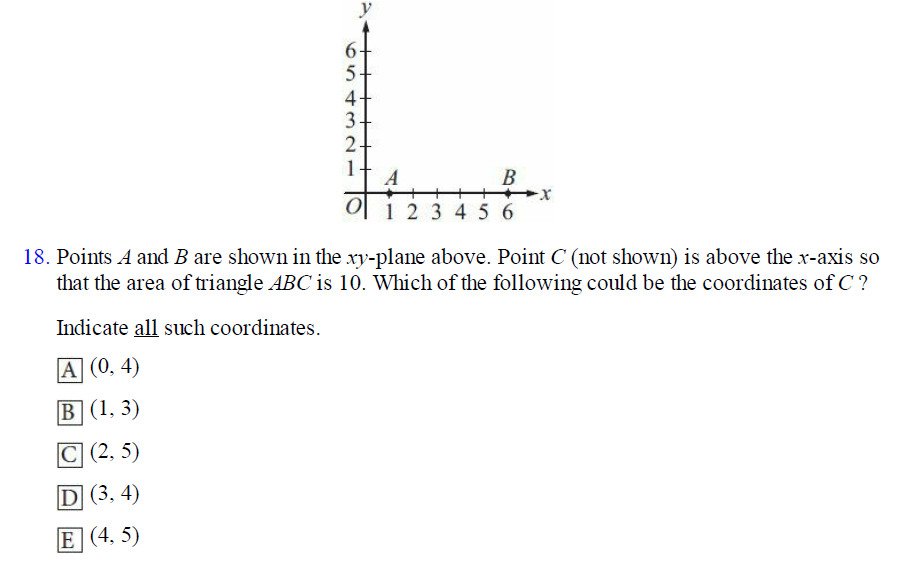 y
6
5
4
3
2
1
A B
x
O 1 2 3 4 5 6
18. Points A and B are shown in the xy-plane above. Point C (not shown) is above the x-axis so
that the area of triangle ABC is 10. Which of the following could be the coordinates of C ?
Indicate all such coordinates.
A (0, 4)
B (1, 3)
C (2, 5)
D (3, 4)
E (4, 5)